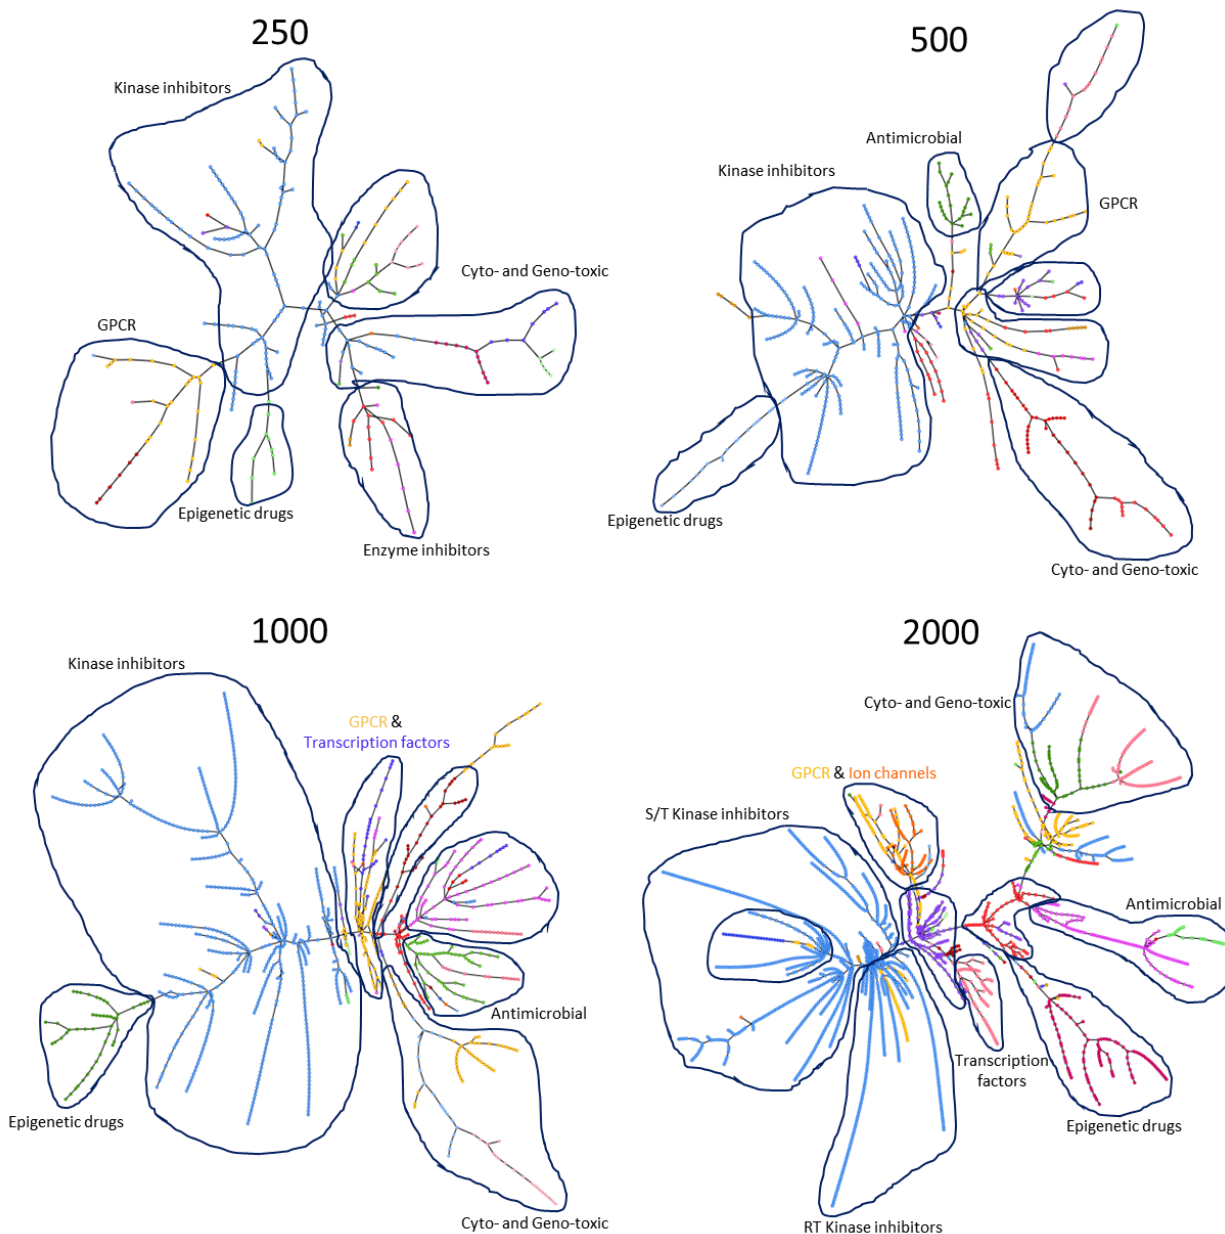 250
Kinase inhibitors
Cyto- and Geno-toxic
GPCR
Epigenetic drugs
Enzyme inhibitors
500
Antimicrobial
Kinase inhibitors
GPCR
Epigenetic drugs
Cyto- and Geno-toxic
1000
Kinase inhibitors
GPCR &
Transcription factors
Antimicrobial
Epigenetic drugs
Cyto- and Geno-toxic
2000
Cyto- and Geno-toxic
GPCR & Ion channels
S/T Kinase inhibitors
Antimicrobial
Transcription
factors
Epigenetic drugs
RT Kinase inhibitors